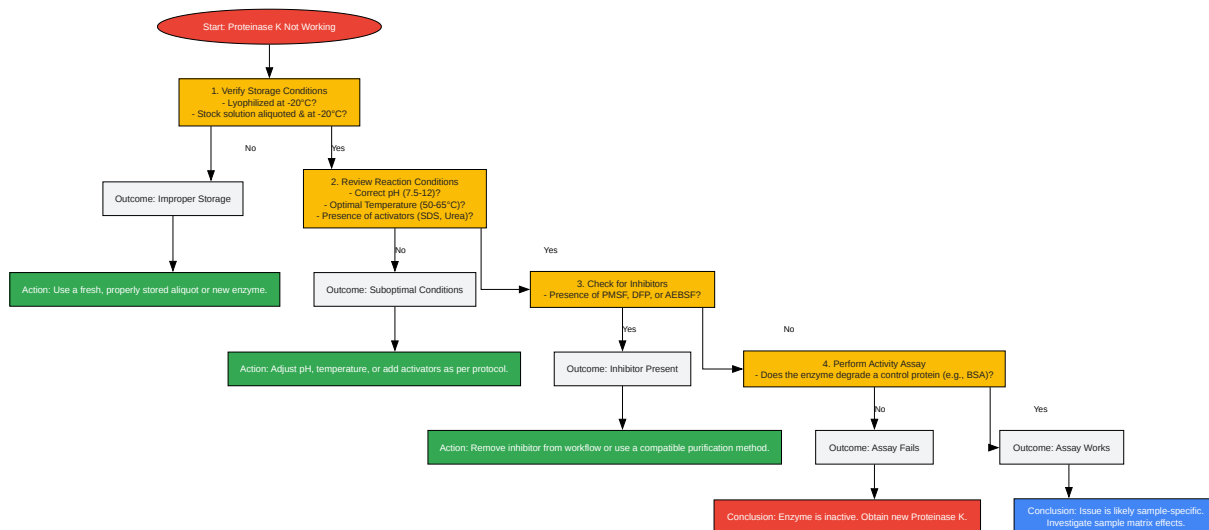 Start: Proteinase K Not Working
1. Verify Storage Conditions
- Lyophilized at -20°C?
- Stock solution aliquoted & at -20°C?
No
Yes
Outcome: Improper Storage
2. Review Reaction Conditions
- Correct pH (7.5-12)?
- Optimal Temperature (50-65°C)?
- Presence of activators (SDS, Urea)?
Action: Use a fresh, properly stored aliquot or new enzyme.
No
Yes
Outcome: Suboptimal Conditions
3. Check for Inhibitors
- Presence of PMSF, DFP, or AEBSF?
Action: Adjust pH, temperature, or add activators as per protocol.
Yes
No
Outcome: Inhibitor Present
4. Perform Activity Assay
- Does the enzyme degrade a control protein (e.g., BSA)?
Action: Remove inhibitor from workflow or use a compatible purification method.
No
Yes
Outcome: Assay Fails
Outcome: Assay Works
Conclusion: Enzyme is inactive. Obtain new Proteinase K.
Conclusion: Issue is likely sample-specific.
Investigate sample matrix effects.